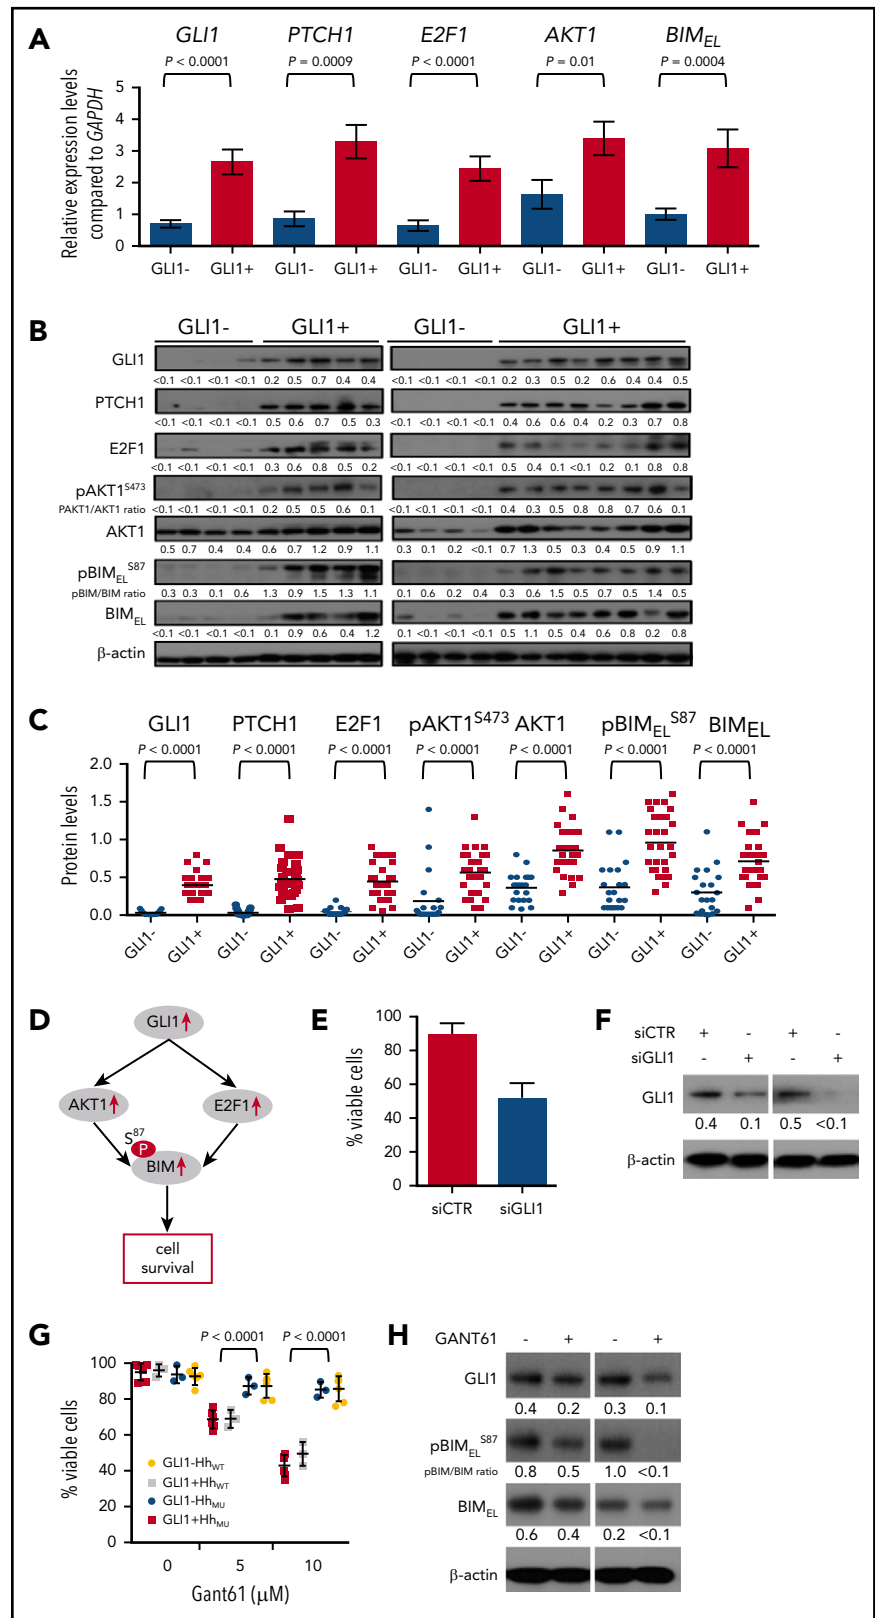 A
GLI1 PTCH1 E2F1 AKT1 BIM_EL
P < 0.0001 P = 0.0009 P < 0.0001 P = 0.01 P = 0.0004
Relative expression levels
compared to GAPDH
5
4
3
2
1
0
GLI1- GLI1+ GLI1- GLI1+ GLI1- GLI1+ GLI1- GLI1+ GLI1- GLI1+
B
GLI1- GLI1+ GLI1- GLI1+
GLI1
<0.1 <0.1 <0.1 <0.1 0.2 0.5 0.7 0.4 0.4 <0.1 <0.1 <0.1 <0.1 0.2 0.3 0.5 0.2 0.6 0.4 0.4 0.5
PTCH1
<0.1 <0.1 <0.1 <0.1 0.5 0.6 0.7 0.5 0.3 <0.1 <0.1 <0.1 <0.1 0.4 0.6 0.6 0.4 0.2 0.3 0.7 0.8
E2F1
<0.1 <0.1 <0.1 <0.1 0.3 0.6 0.8 0.5 0.2 <0.1 <0.1 <0.1 <0.1 0.5 0.4 0.1 <0.1 0.2 0.1 0.8 0.8
pAKT1^S473
PAKT1/AKT1 ratio <0.1 <0.1 <0.1 <0.1 0.2 0.5 0.5 0.6 0.1 <0.1 <0.1 <0.1 <0.1 0.4 0.3 0.5 0.8 0.8 0.7 0.6 0.1
AKT1
0.5 0.7 0.4 0.4 0.6 0.7 1.2 0.9 1.1 0.3 0.1 0.2 <0.1 0.7 1.3 0.5 0.3 0.4 0.5 0.9 1.1
pBIM_EL^S87
pBIM/BIM ratio 0.3 0.3 0.1 0.6 1.3 0.9 1.5 1.3 1.1 0.1 0.6 0.2 0.4 0.3 0.6 1.5 0.5 0.7 0.5 1.4 0.5
BIM_EL
<0.1 <0.1 <0.1 <0.1 0.1 0.9 0.6 0.4 1.2 0.1 <0.1 <0.1 <0.1 0.5 1.1 0.5 0.4 0.6 0.8 0.2 0.8
β-actin
C
GLI1 PTCH1 E2F1 pAKT1^S473 AKT1 pBIM_EL^S87 BIM_EL
P < 0.0001 P < 0.0001 P < 0.0001 P < 0.0001 P < 0.0001 P < 0.0001 P < 0.0001
Protein levels
2.0
1.5
1.0
0.5
0.0
GLI1- GLI1+ GLI1- GLI1+ GLI1- GLI1+ GLI1- GLI1+ GLI1- GLI1+ GLI1- GLI1+ GLI1- GLI1+
D
GLI1
AKT1 E2F1
S^87
P
BIM
cell
survival
E
% viable cells
100
80
60
40
20
0
siCTR siGLI1
F
siCTR + - + -
siGLI1 - + - +
GLI1
0.4 0.1 0.5 <0.1
β-actin
G
P < 0.0001 P < 0.0001
% viable cells
100
80
60
40
20
0
GLI1-Hh_WT
GLI1+Hh_WT
GLI1-Hh_MU
GLI1+Hh_MU
0 5 10
Gant61 (μM)
H
GANT61 - + - +
GLI1
0.4 0.2 0.3 0.1
pBIM_EL^S87
pBIM/BIM ratio 0.8 0.5 1.0 <0.1
BIM_EL
0.6 0.4 0.2 <0.1
β-actin